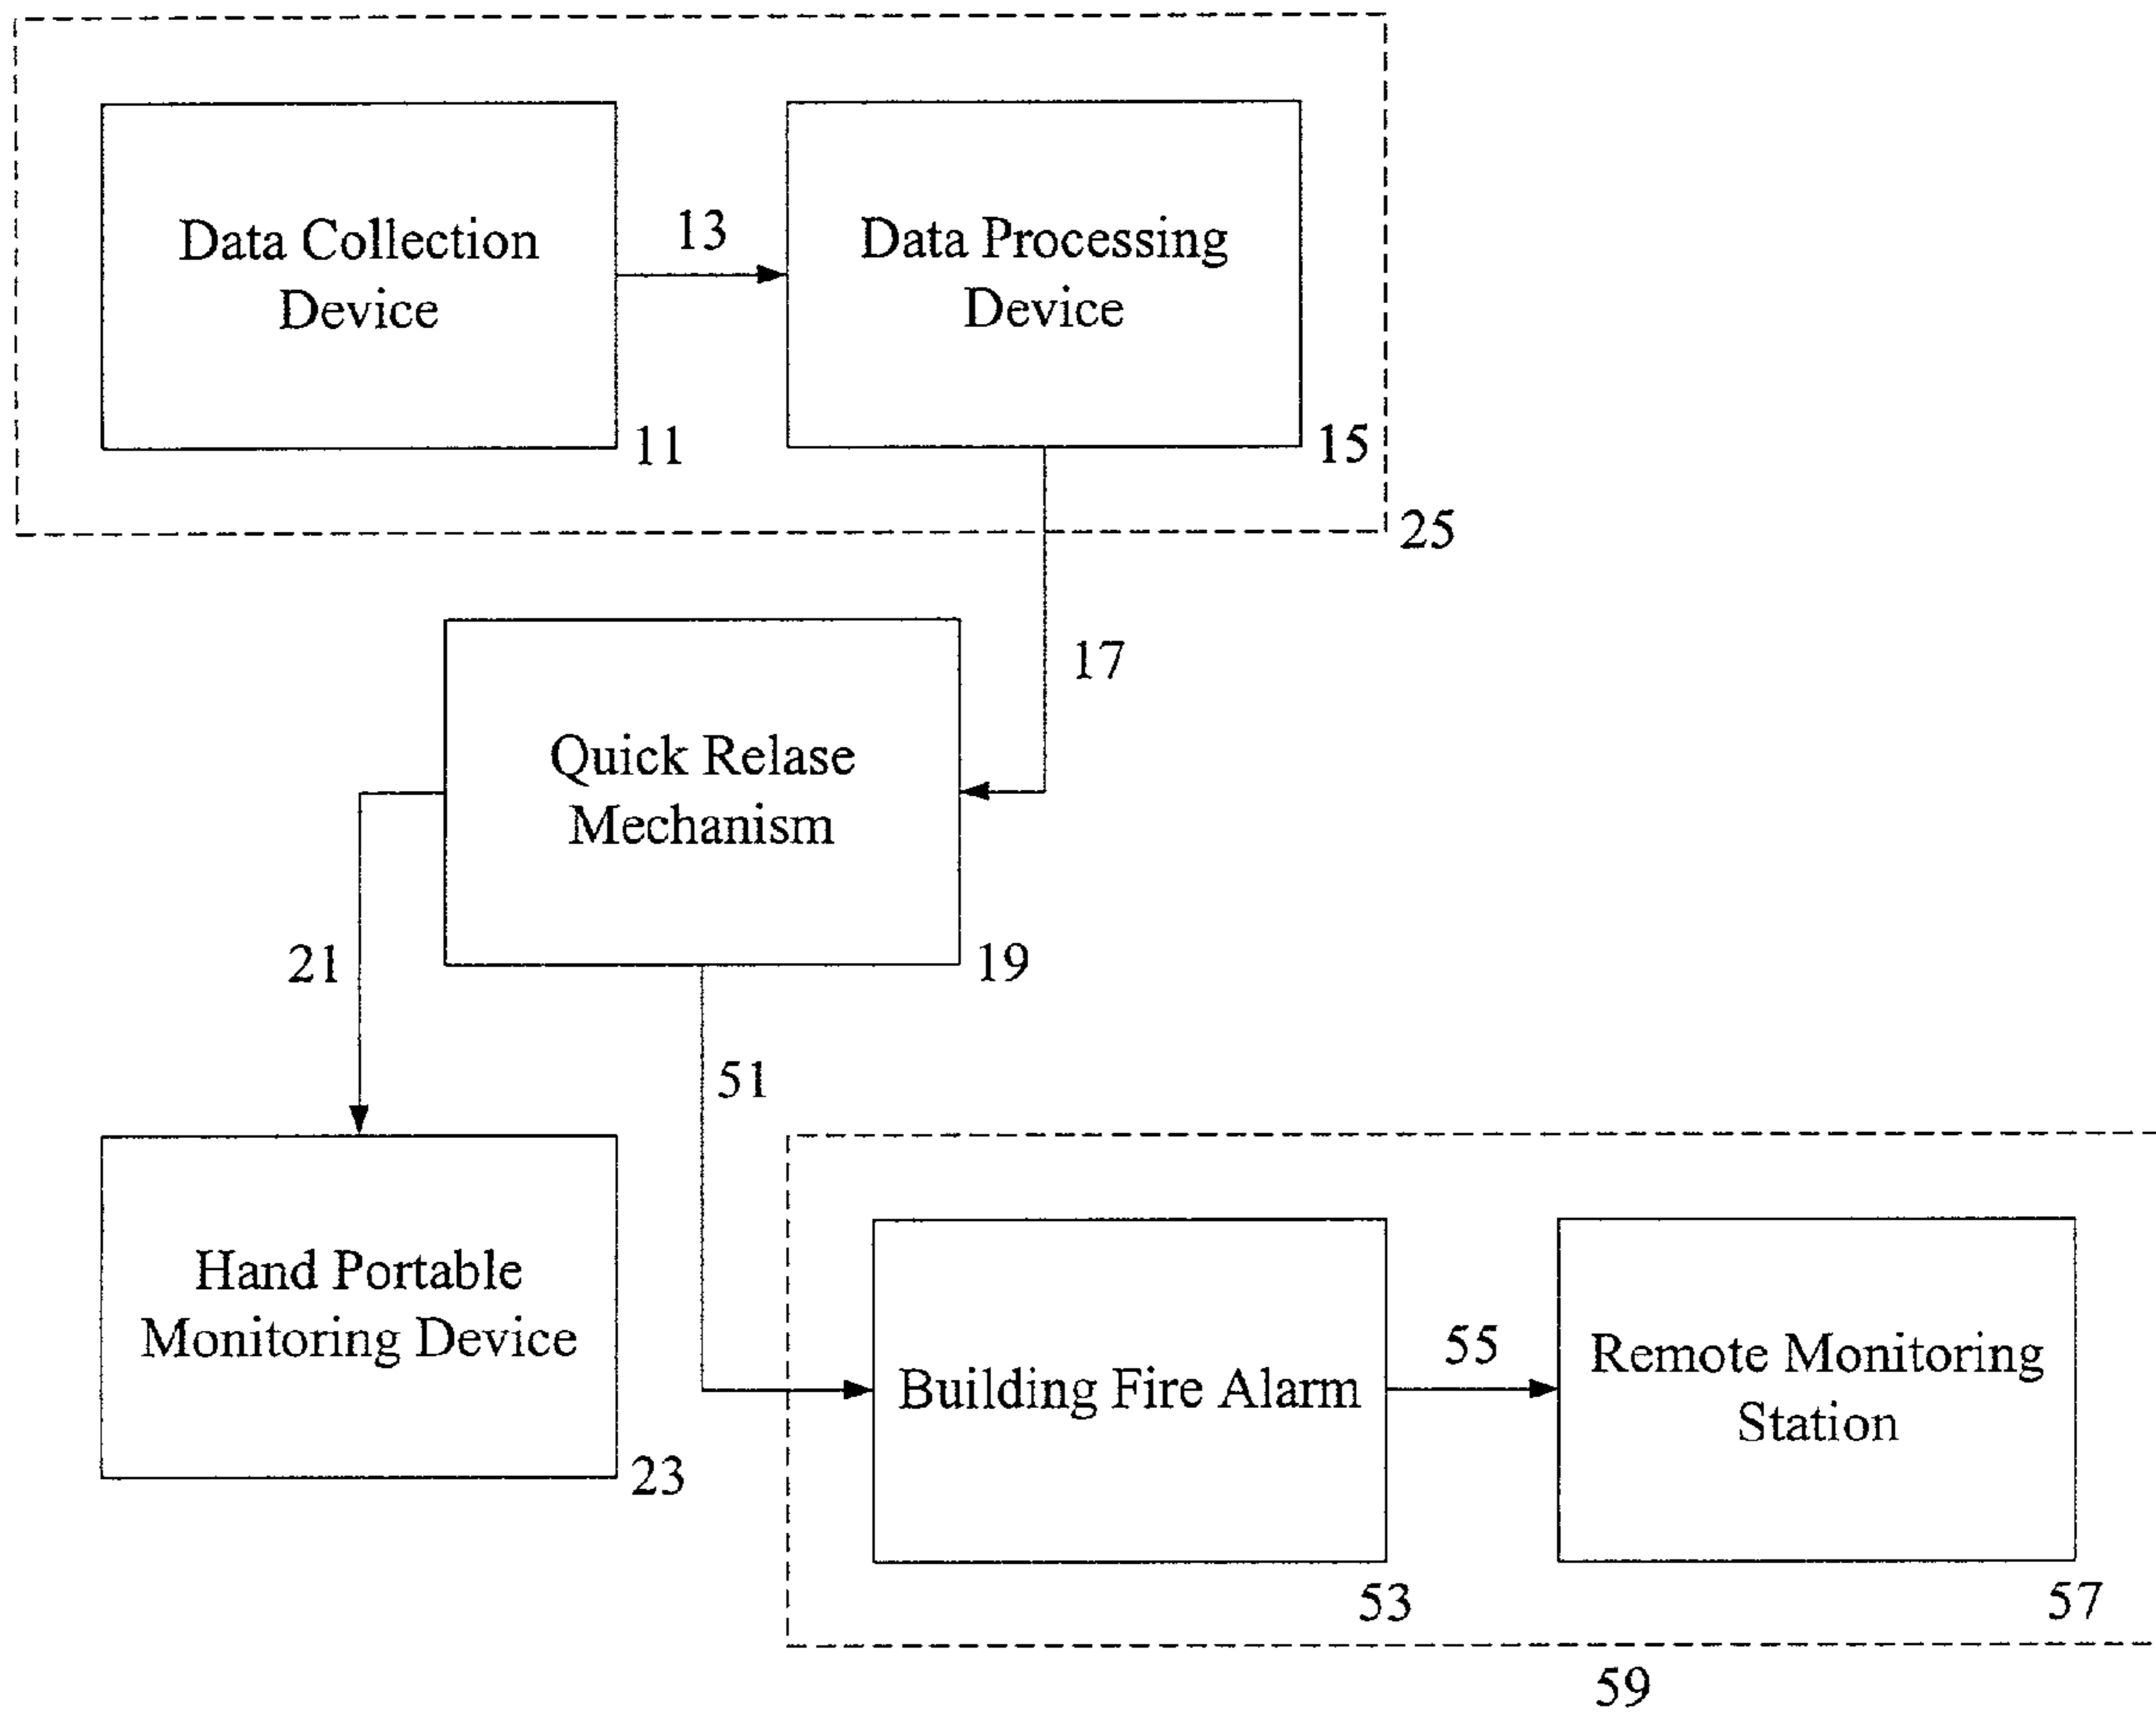 Data Collection
Device
11
13
Data Processing
Device
15
25
17
Quick Relase
Mechanism
19
21
51
Hand Portable
Monitoring Device
23
Building Fire Alarm
53
55
Remote Monitoring
Station
57
59